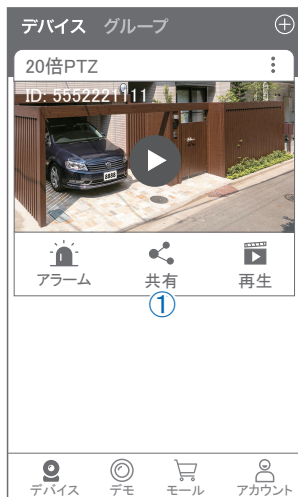 デバイス グループ
20倍PTZ
ID: 5552221111
8888
アラーム 共有 再生
①
デバイス デモ モール アカウント